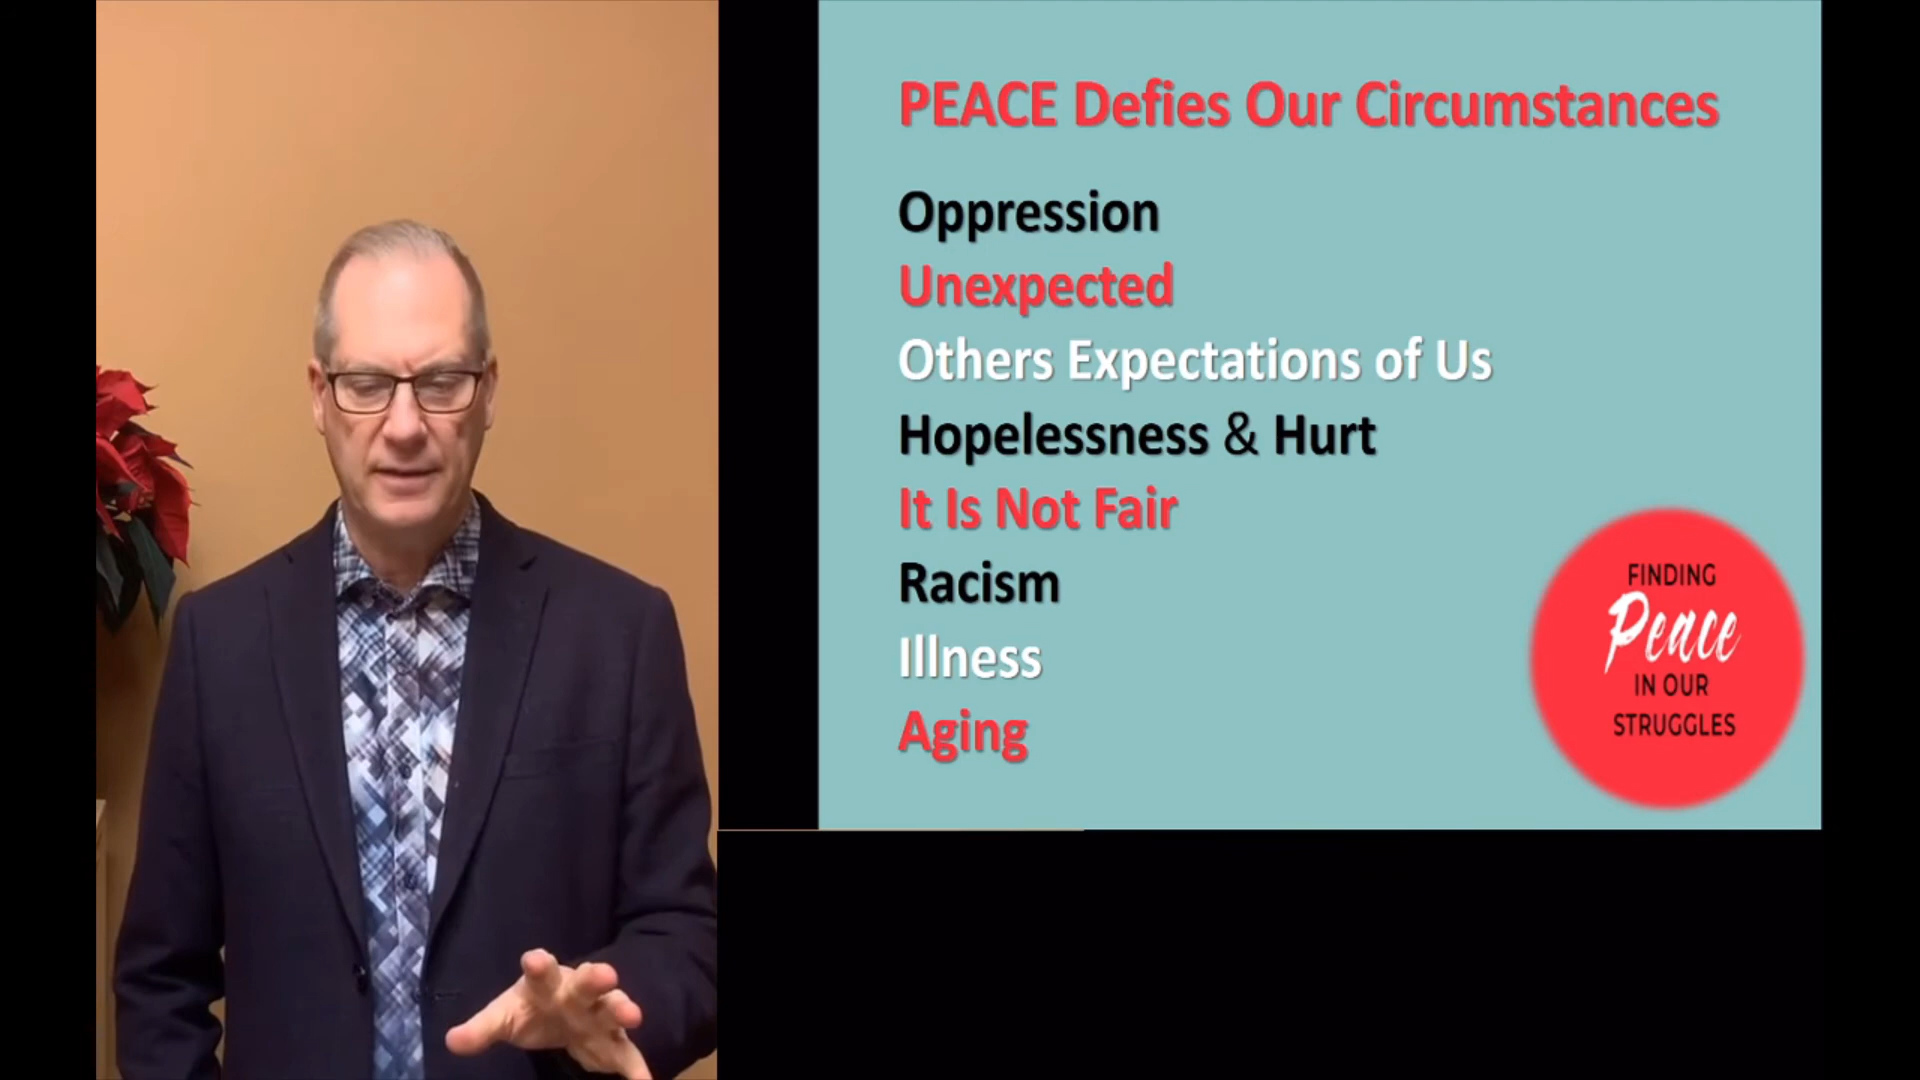 PEACE Defies Our Circumstances
Oppression
Unexpected
Others Expectations of Us
Hopelessness & Hurt
It Is Not Fair
Racism
Illness
Aging
FINDING
Peace
IN OUR
STRUGGLES